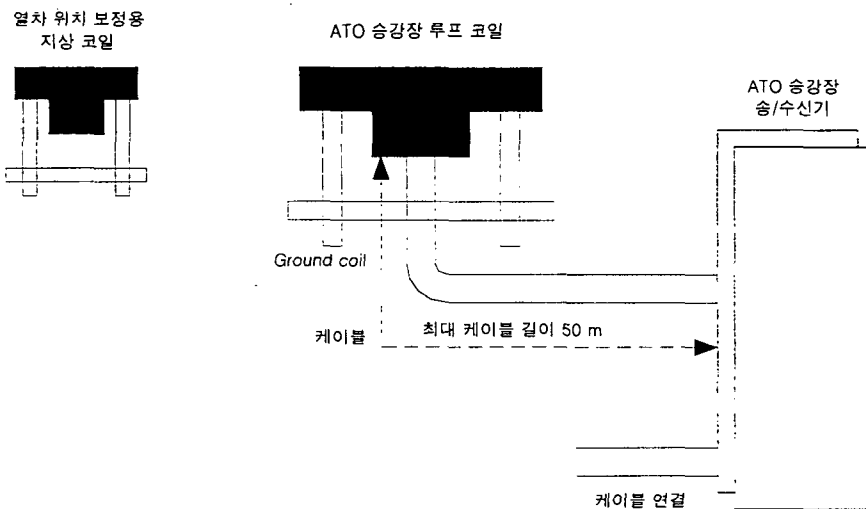 열차 위치 보정용
지상 코일
ATO 승강장 루프 코일
ATO 승강장
송/수신기
Ground coil
케이블
최대 케이블 길이 50 m
케이블 연결